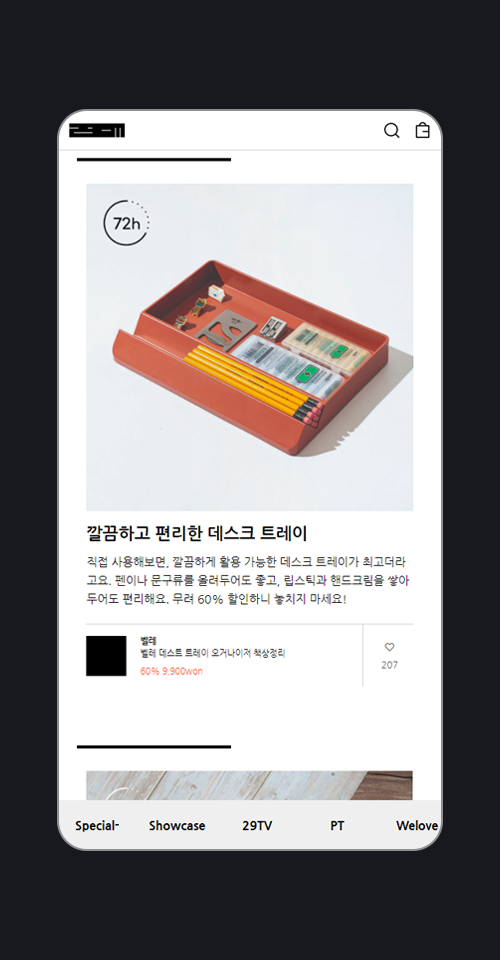 72h
깔끔하고 편리한 데스크 트레이
직접 사용해보면, 깔끔하게 활용 가능한 데스크 트레이가 최고더라
고요. 펜이나 문구류를 올려두어도 좋고, 립스틱과 핸드크림을 쌓아
두어도 편리해요. 무려 60% 할인하니 놓치지 마세요!
벨레
벨레 데스트 트레이 오거나이저 책상정리
60% 9,900won
207
Special-
Showcase
29TV
PT
Welove